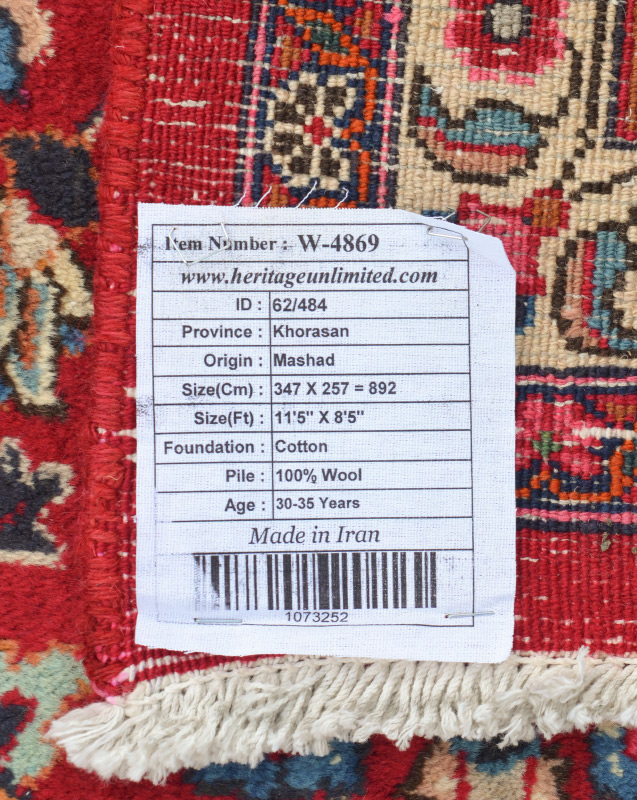 Item Number : W-4869
www.heritageunlimited.com
ID : 62/484
Province : Khorasan
Origin : Mashad
Size(Cm) : 347 X 257 = 892
Size(Ft) : 11'5" X 8'5"
Foundation : Cotton
Pile : 100% Wool
Age : 30-35 Years
Made in Iran
1073252